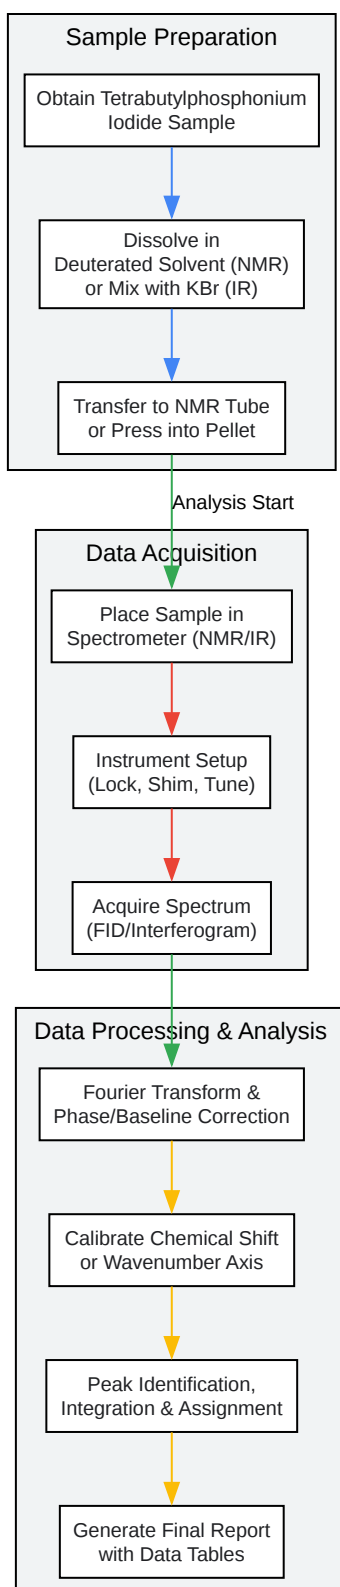 Sample Preparation
Obtain Tetrabutylphosphonium
Iodide Sample
Dissolve in
Deuterated Solvent (NMR)
or Mix with KBr (IR)
Transfer to NMR Tube
or Press into Pellet
Analysis Start
Data Acquisition
Place Sample in
Spectrometer (NMR/IR)
Instrument Setup
(Lock, Shim, Tune)
Acquire Spectrum
(FID/Interferogram)
Data Processing & Analysis
Fourier Transform &
Phase/Baseline Correction
Calibrate Chemical Shift
or Wavenumber Axis
Peak Identification,
Integration & Assignment
Generate Final Report
with Data Tables